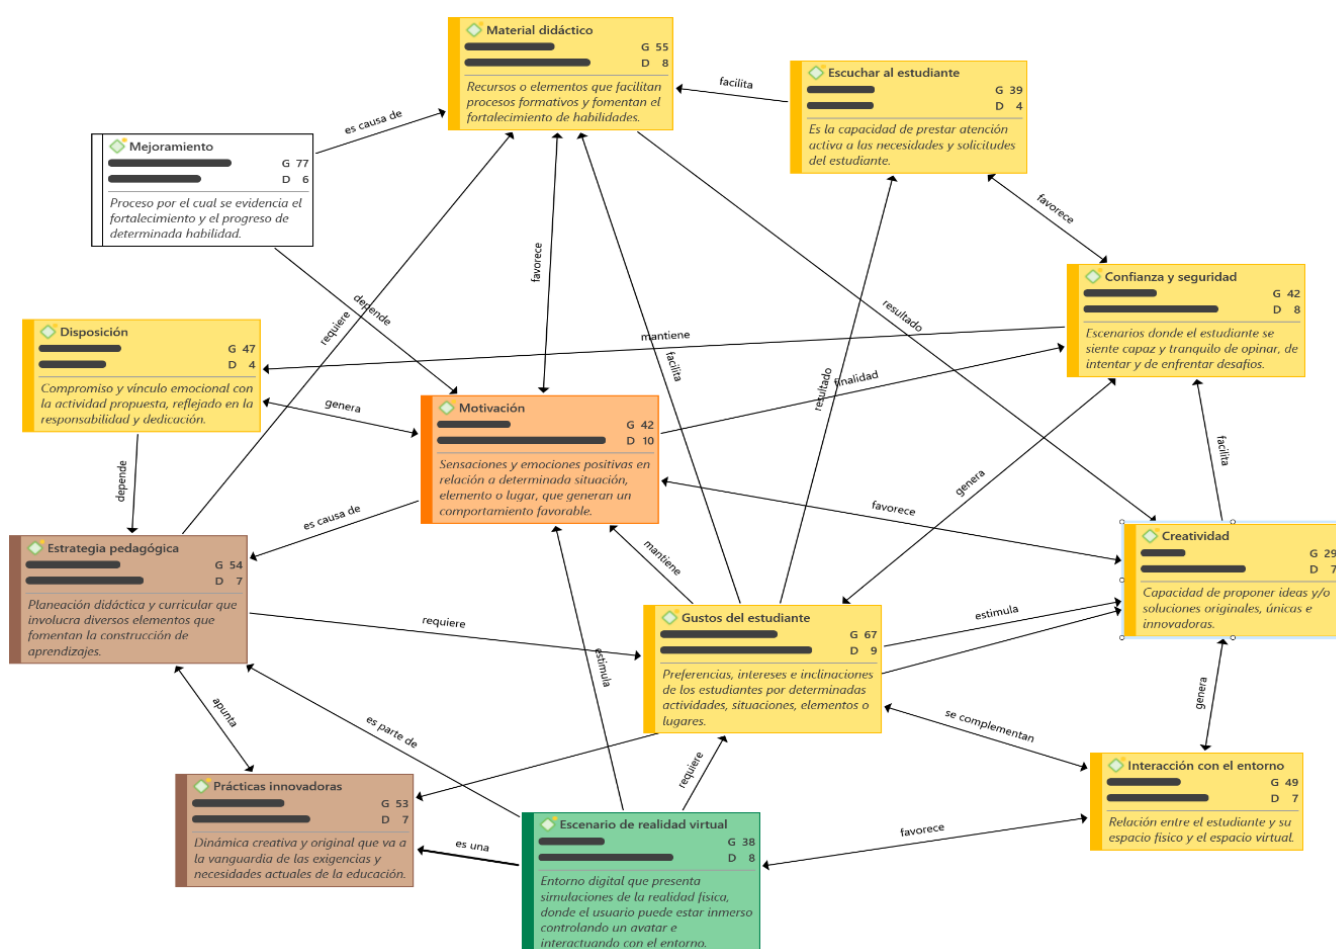 Material didáctico
G 55
D 8
Recursos o elementos que facilitan
procesos formativos y fomentan el
fortalecimiento de habilidades.
Escuchar al estudiante
G 39
D 4
Es la capacidad de prestar atención
activa a las necesidades y solicitudes
del estudiante.
facilita
es causa de
Mejoramiento
G 77
D 6
Proceso por el cual se evidencia el
fortalecimiento y el progreso de
determinada habilidad.
favorece
favorece
Confianza y seguridad
G 42
D 8
Escenarios donde el estudiante se
siente capaz y tranquilo de opinar, de
intentar y de enfrentar desafíos.
depende
requiere
resultado
mantiene
facilita
resultado
finalidad
Disposición
G 47
D 4
Compromiso y vínculo emocional con
la actividad propuesta, reflejado en la
responsabilidad y dedicación.
genera
Motivación
G 42
D 10
Sensaciones y emociones positivas en
relación a determinada situación,
elemento o lugar, que generan un
comportamiento favorable.
depende
es causa de
genera
favorece
facilita
mantiene
Creatividad
G 29
D 7
Capacidad de proponer ideas y/o
soluciones originales, únicas e
innovadoras.
Estrategia pedagógica
G 54
D 7
Planeación didáctica y curricular que
involucra diversos elementos que
fomentan la construcción de
aprendizajes.
requiere
estimula
Gustos del estudiante
G 67
D 9
Preferencias, intereses e inclinaciones
de los estudiantes por determinadas
actividades, situaciones, elementos o
lugares.
estimula
apunta
es parte de
requiere
se complementan
genera
Interacción con el entorno
G 49
D 7
Relación entre el estudiante y su
espacio físico y el espacio virtual.
Prácticas innovadoras
G 53
D 7
Dinámica creativa y original que va a
la vanguardia de las exigencias y
necesidades actuales de la educación.
es una
favorece
Escenario de realidad virtual
G 38
D 8
Entorno digital que presenta
simulaciones de la realidad física,
donde el usuario puede estar inmerso
controlando un avatar e
interactuando con el entorno.